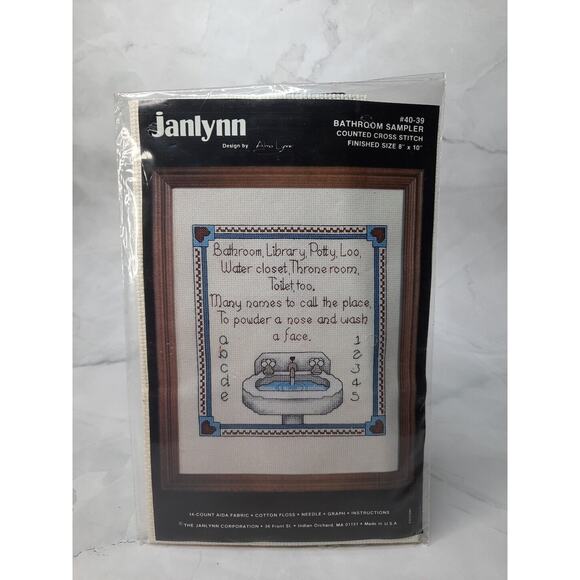 janlynn
Design by Alma Lynne
#40-39
BATHROOM SAMPLER
COUNTED CROSS STITCH
FINISHED SIZE 8" x 10"
Bathroom, Library, Potty, Loo,
Water closet, Throne room,
Toilet, too.
Many names to call the place,
To powder a nose and wash
a face.
a
b
c
d
e
1
2
3
4
5
14-COUNT AIDA FABRIC • COTTON FLOSS • NEEDLE • GRAPH • INSTRUCTIONS
© THE JANLYNN CORPORATION • 36 Front St. • Indian Orchard, MA 01151 • Made in U.S.A.